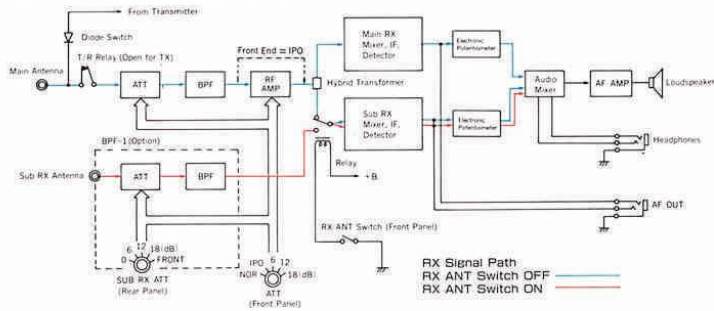 From Transmitter
Diode Switch
T/R Relay (Open for TX)
Main Antenna
ATT
BPF
Front End = IPO
RF
AMP
Hybrid Transformer
Main RX
Mixer, IF,
Detector
Sub RX
Mixer, IF,
Detector
Electronic
Potentiometer
Electronic
Potentiometer
Audio
Mixer
AF AMP
Loudspeaker
Headphones
AF OUT
BPF-1 (Option)
Sub RX Antenna
ATT
BPF
Relay
+B
RX ANT Switch (Front Panel)
0 6 12 18(dB)
FRONT
SUB RX ATT
(Rear Panel)
IPO 6 12
NOR 18(dB)
ATT
(Front Panel)
RX Signal Path
RX ANT Switch OFF
RX ANT Switch ON